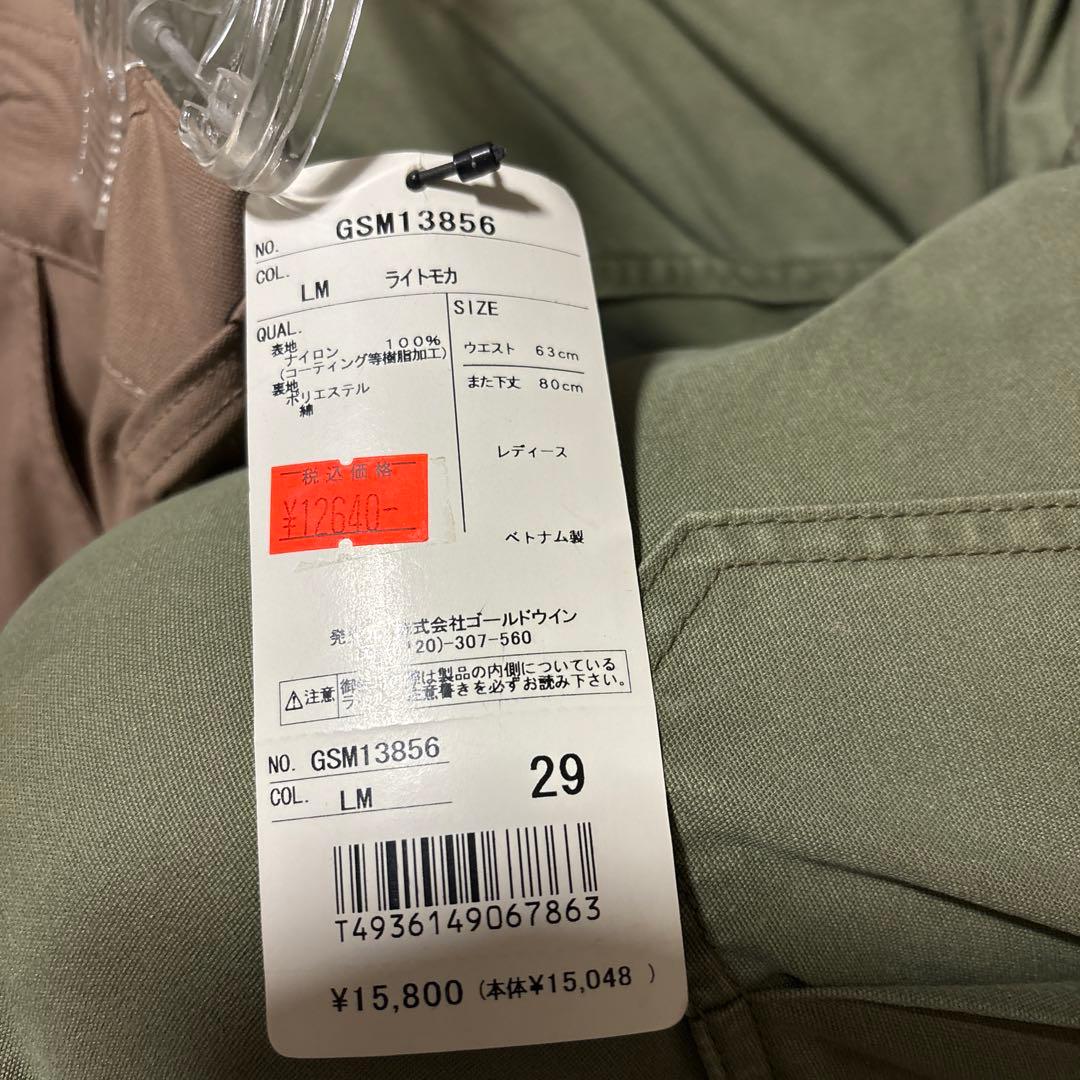 NO. GSM13856
COL. LM ライトモカ
QUAL.
表地 100%
ナイロン
(コーティング等樹脂加工)
裏地
ポリエステル
綿
SIZE
ウエスト 63cm
また下丈 80cm
レディース
ベトナム製
税込価格
¥12640-
発 式会社ゴールドウイン
20)-307-560
注意
は製品の内側についている
意書きを必ずお読み下さい。
NO. GSM13856
COL. LM
29
T4936149067863
¥15,800 (本体¥15,048 )